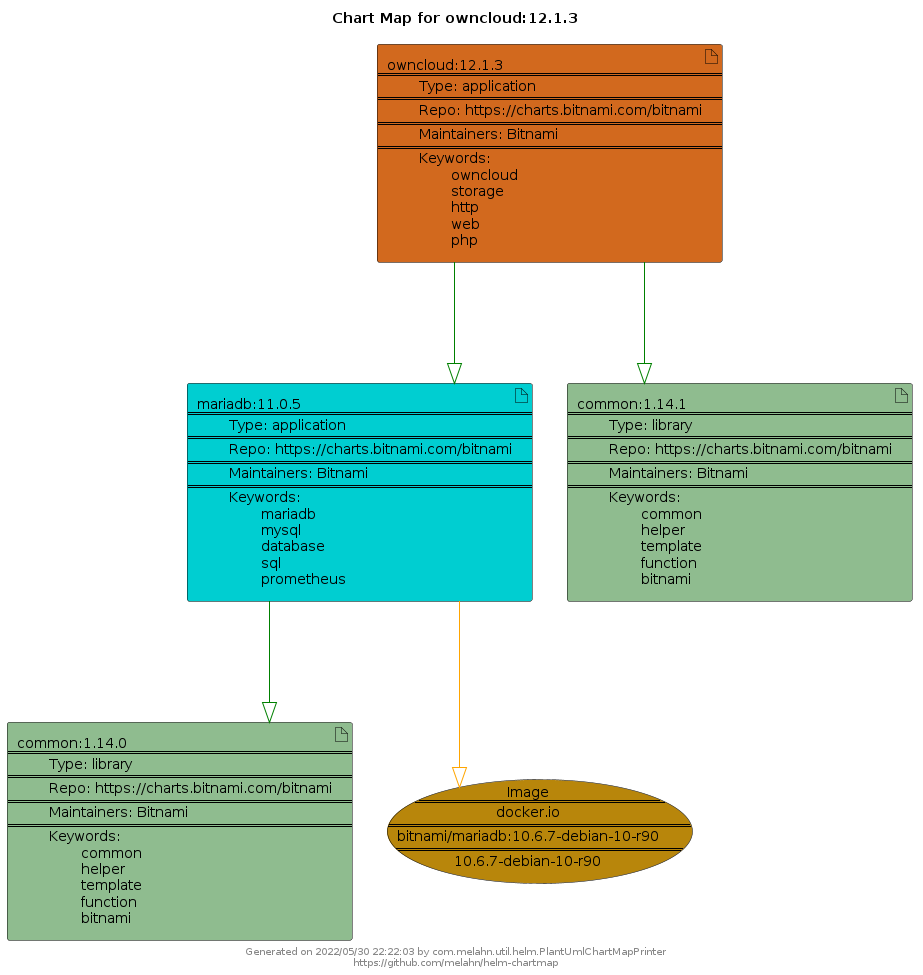 Chart Map for owncloud:12.1.3
owncloud:12.1.3
Type: application
Repo: https://charts.bitnami.com/bitnami
Maintainers: Bitnami
Keywords:
owncloud
storage
http
web
php
mariadb:11.0.5
Type: application
Repo: https://charts.bitnami.com/bitnami
Maintainers: Bitnami
Keywords:
mariadb
mysql
database
sql
prometheus
common:1.14.1
Type: library
Repo: https://charts.bitnami.com/bitnami
Maintainers: Bitnami
Keywords:
common
helper
template
function
bitnami
common:1.14.0
Type: library
Repo: https://charts.bitnami.com/bitnami
Maintainers: Bitnami
Keywords:
common
helper
template
function
bitnami
Image
docker.io
bitnami/mariadb:10.6.7-debian-10-r90
10.6.7-debian-10-r90
Generated on 2022/05/30 22:22:03 by com.melahn.util.helm.PlantUmlChartMapPrinter
https://github.com/melahn/helm-chartmap